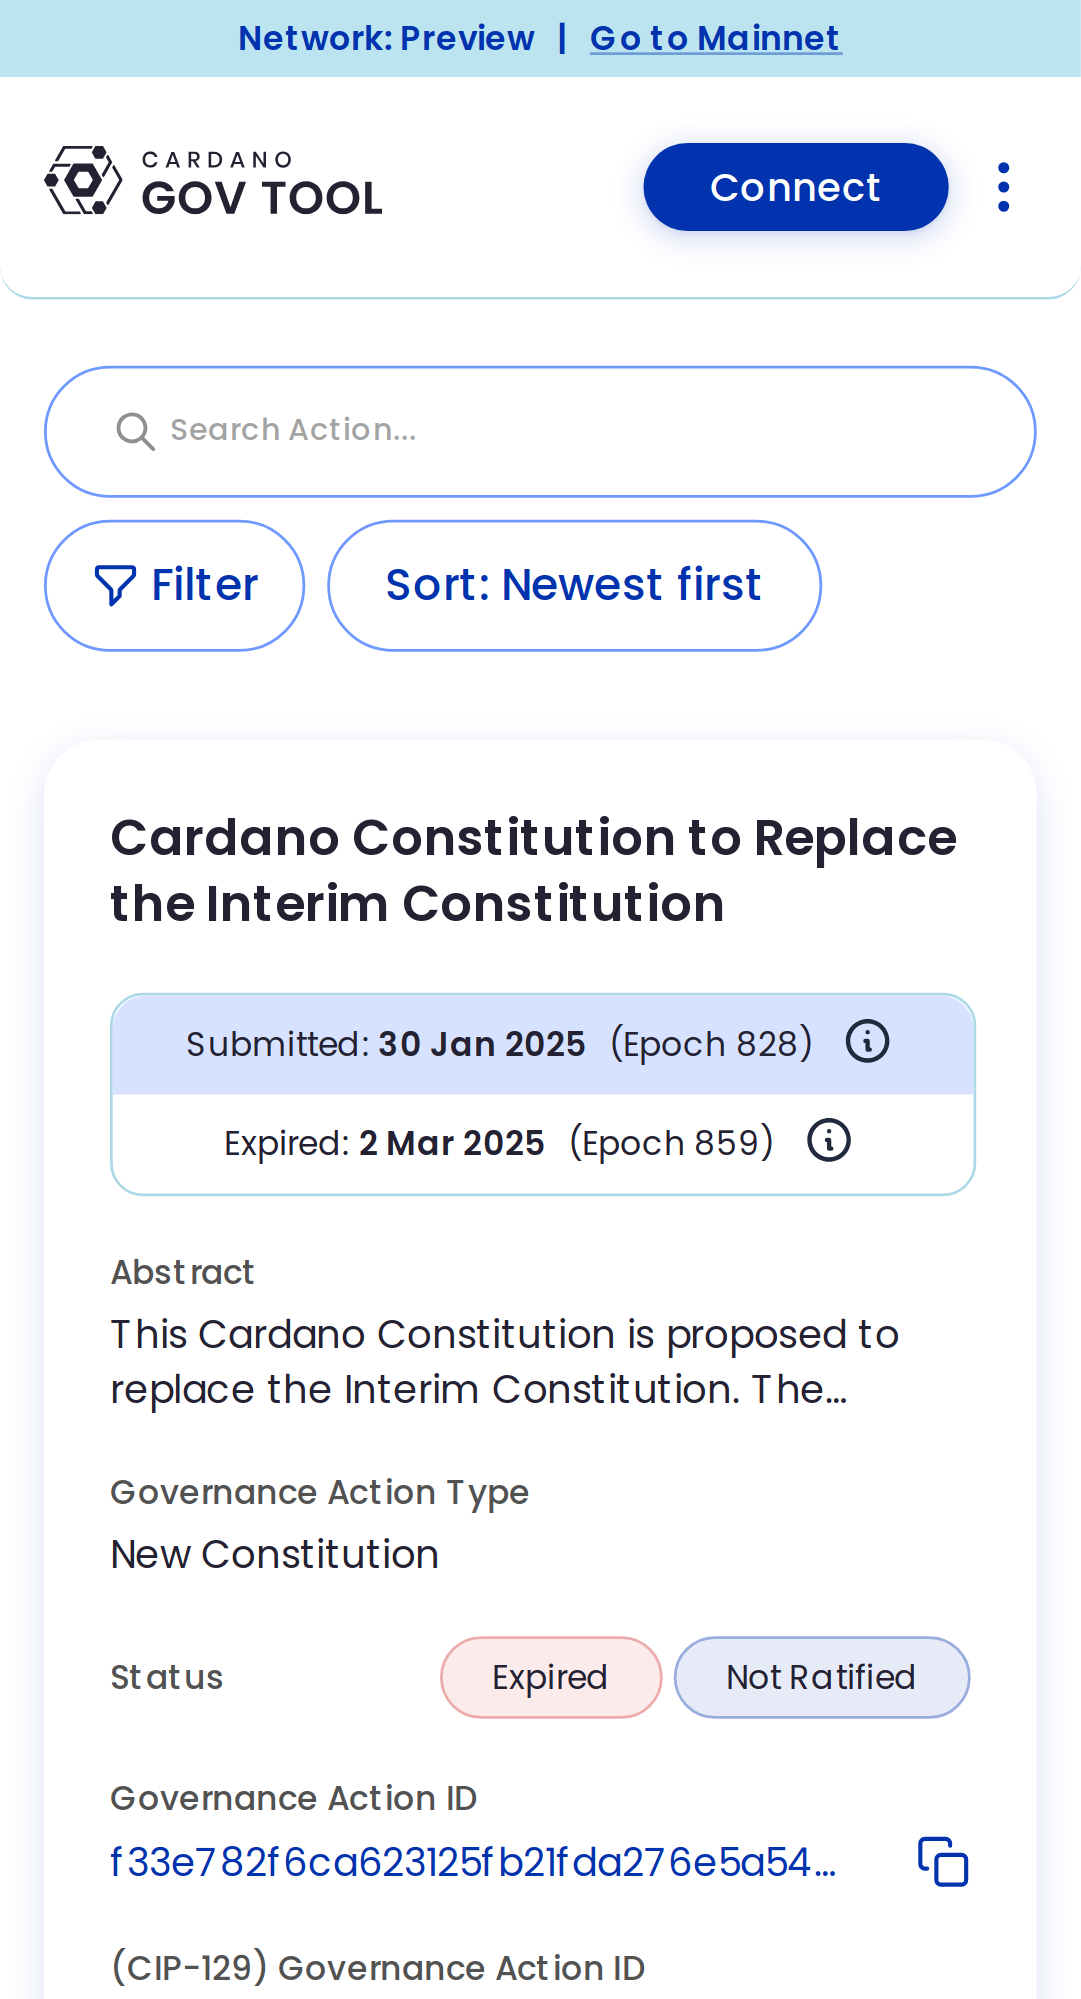 Network: Preview | Go to Mainnet
CARDANO
GOV TOOL
Connect
Search Action...
Filter
Sort: Newest first
Cardano Constitution to Replace
the Interim Constitution
Submitted: 30 Jan 2025 (Epoch 828)
Expired: 2 Mar 2025 (Epoch 859)
Abstract
This Cardano Constitution is proposed to
replace the Interim Constitution. The...
Governance Action Type
New Constitution
Status
Expired
Not Ratified
Governance Action ID
f33e782f6ca623125fb21fda276e5a54...
(CIP-129) Governance Action ID